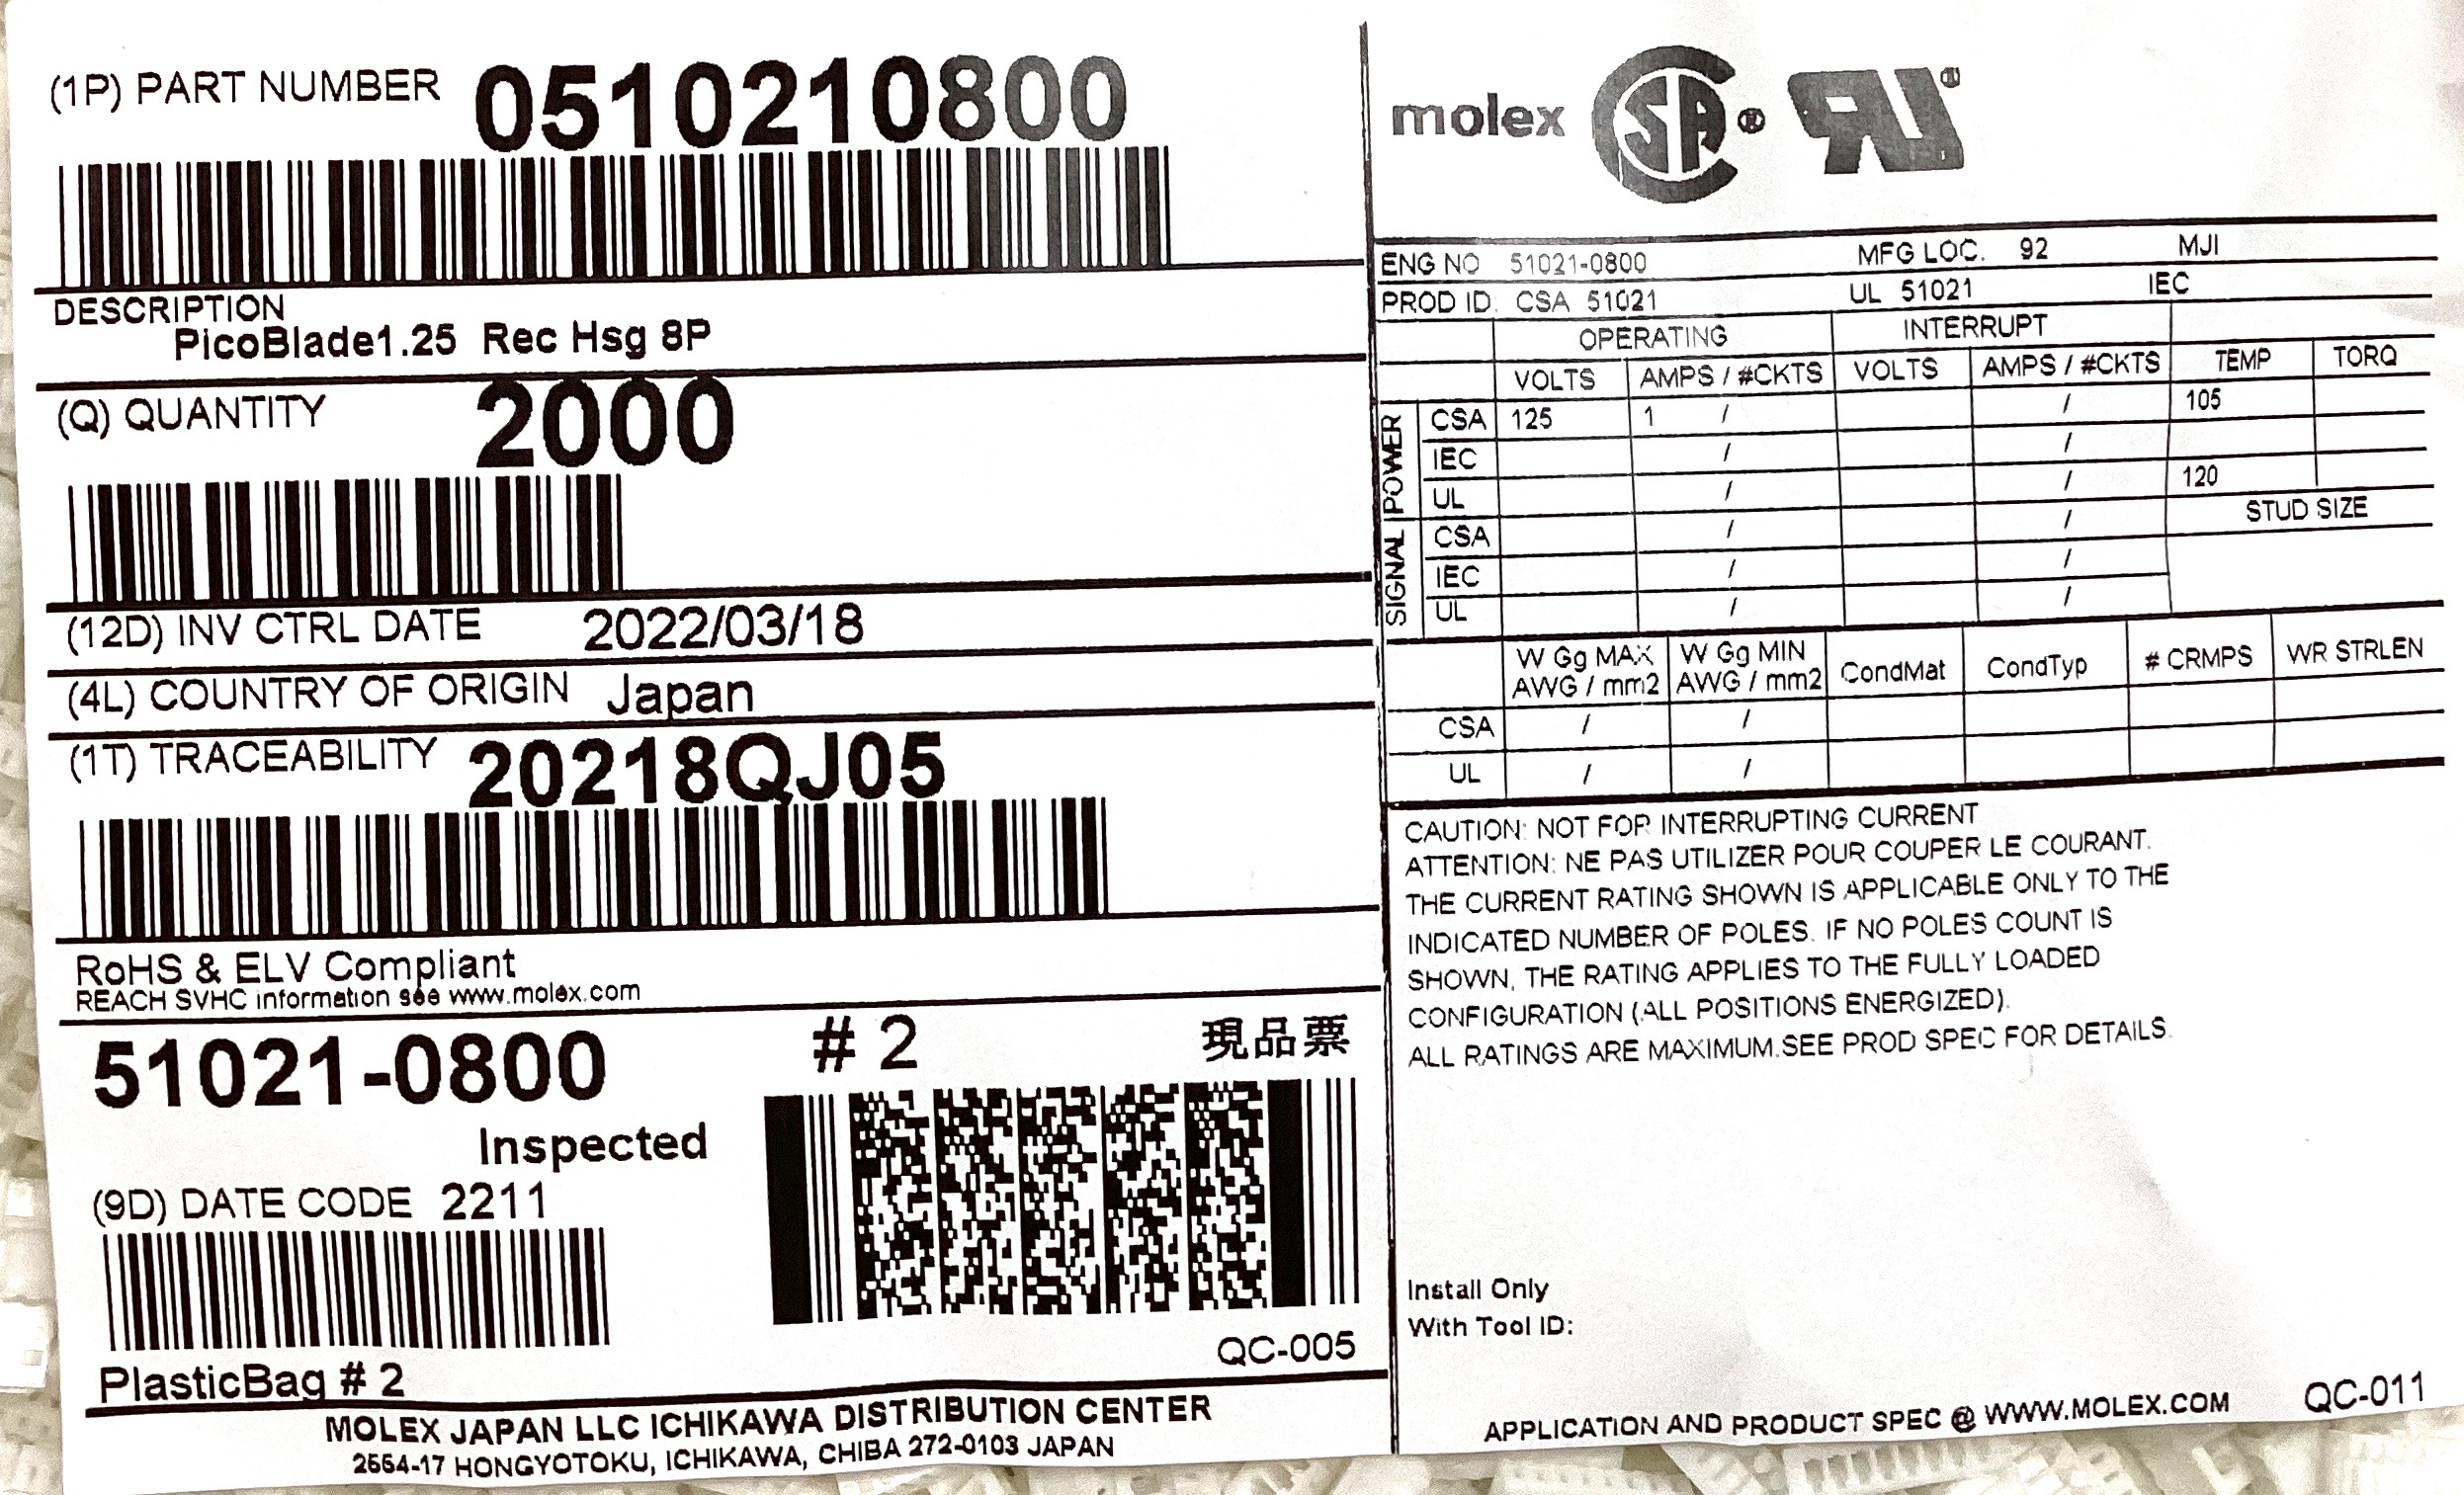 (1P) PART NUMBER 0510210800
DESCRIPTION
PicoBlade1.25 Rec Hsg 8P
(Q) QUANTITY 2000
(12D) INV CTRL DATE 2022/03/18
(4L) COUNTRY OF ORIGIN Japan
(1T) TRACEABILITY 20218QJ05
RoHS & ELV Compliant
REACH SVHC information see www.molex.com
51021-0800 # 2 現品票
Inspected
(9D) DATE CODE 2211
QC-005
PlasticBag # 2
MOLEX JAPAN LLC ICHIKAWA DISTRIBUTION CENTER
2554-17 HONGYOTOKU, ICHIKAWA, CHIBA 272-0103 JAPAN
molex CSA ® RU ®
ENG NO 51021-0800 MFG LOC. 92 MJI
PROD ID: CSA 51021 UL 51021 IEC
OPERATING INTERRUPT
VOLTS AMPS / #CKTS VOLTS AMPS / #CKTS TEMP TORQ
POWER
CSA 125 1 / / 105
IEC / /
UL / / 120
STUD SIZE
SIGNAL
CSA / /
IEC / /
UL / /
W Gg MAX W Gg MIN
AWG / mm2 AWG / mm2 CondMat CondTyp # CRMPS WR STRLEN
CSA / /
UL / /
CAUTION: NOT FOR INTERRUPTING CURRENT
ATTENTION: NE PAS UTILIZER POUR COUPER LE COURANT.
THE CURRENT RATING SHOWN IS APPLICABLE ONLY TO THE
INDICATED NUMBER OF POLES. IF NO POLES COUNT IS
SHOWN, THE RATING APPLIES TO THE FULLY LOADED
CONFIGURATION (ALL POSITIONS ENERGIZED).
ALL RATINGS ARE MAXIMUM.SEE PROD SPEC FOR DETAILS.
Install Only
With Tool ID:
APPLICATION AND PRODUCT SPEC @ WWW.MOLEX.COM QC-011